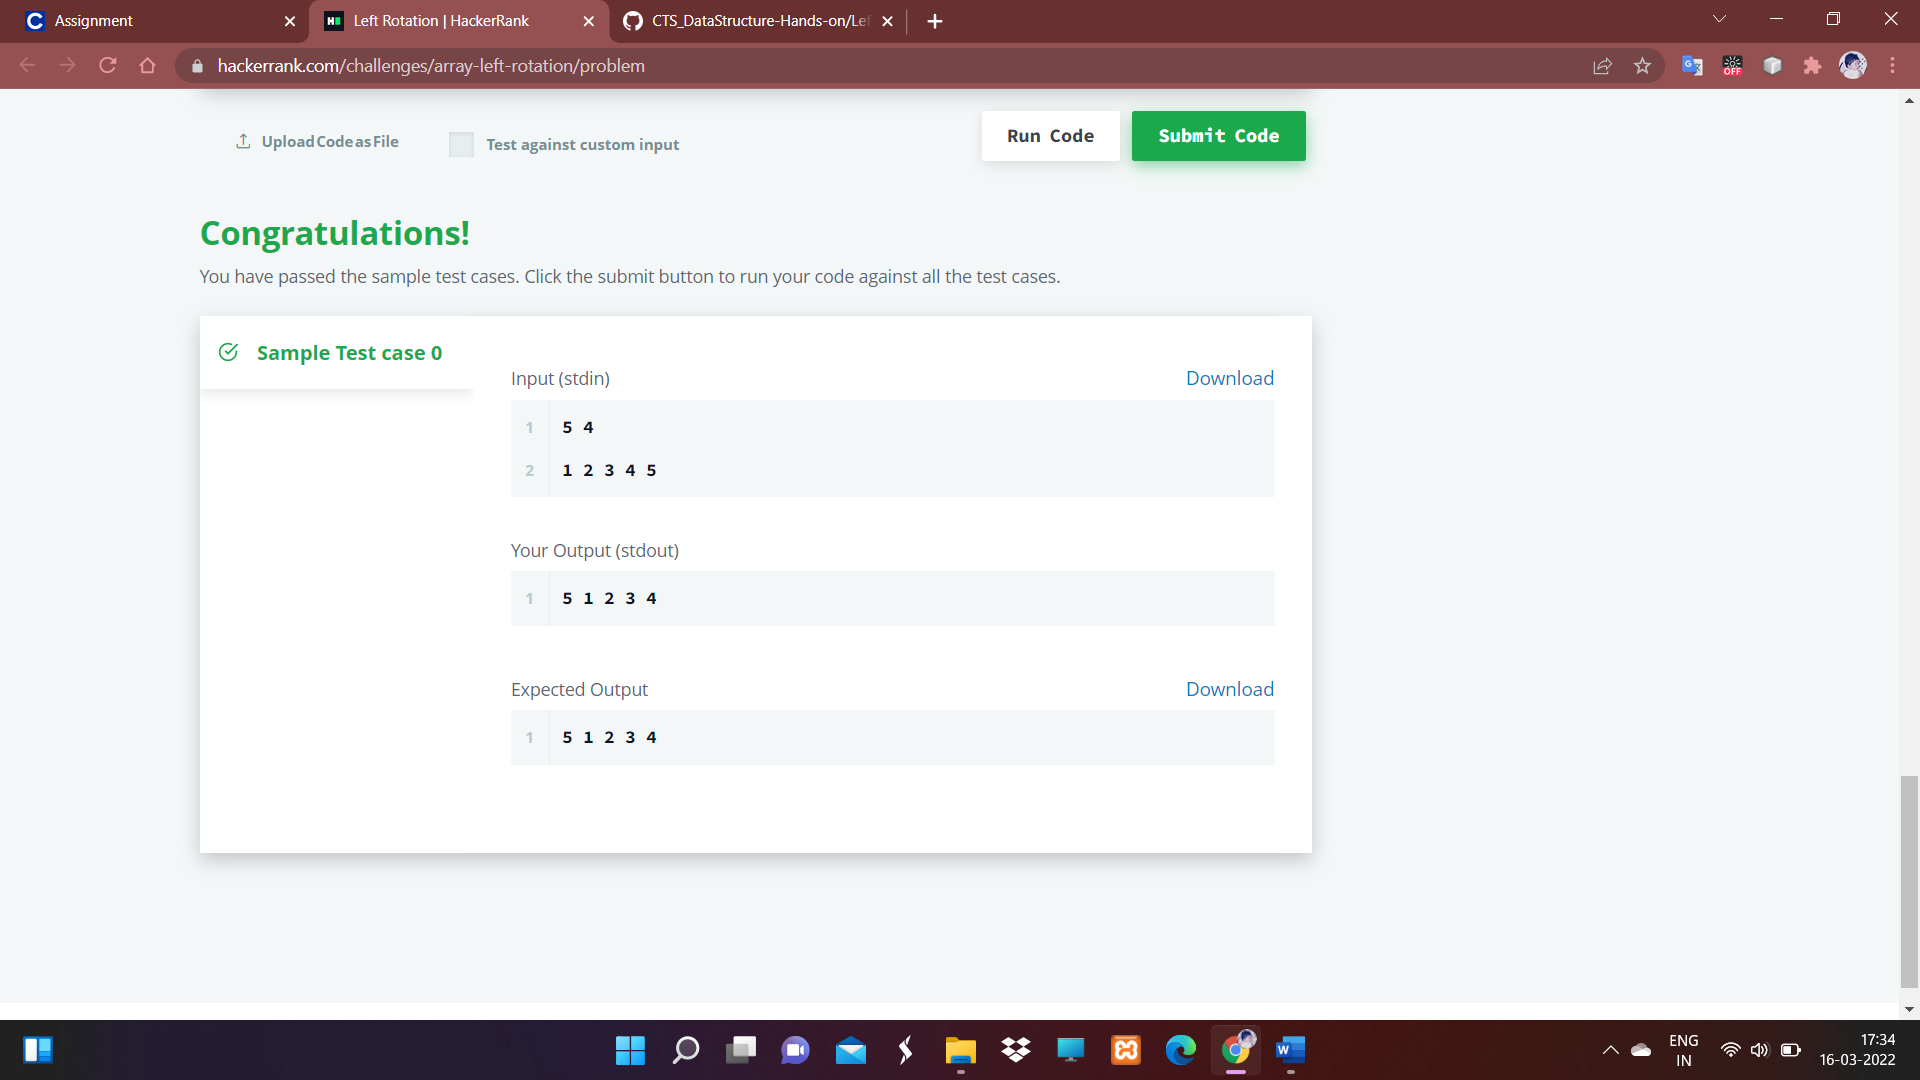 Assignment
Left Rotation | HackerRank
CTS_DataStructure-Hands-on/Le
hackerrank.com/challenges/array-left-rotation/problem
OFF
Upload Code as File
Test against custom input
Run Code
Submit Code
Congratulations!
You have passed the sample test cases. Click the submit button to run your code against all the test cases.
Sample Test case 0
Input (stdin)
Download
1 5 4
2 1 2 3 4 5
Your Output (stdout)
1 5 1 2 3 4
Expected Output
Download
1 5 1 2 3 4
ENG
IN
17:34
16-03-2022